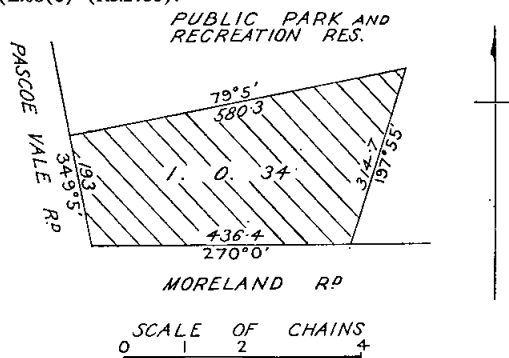 PUBLIC PARK AND
RECREATION RES.
PASCOE VALE RD
79°5'
580·3
349°5'
193
1. 0. 34
314·7
197°55'
436·4
270°0'
MORELAND RD
SCALE OF CHAINS
0 1 2 4